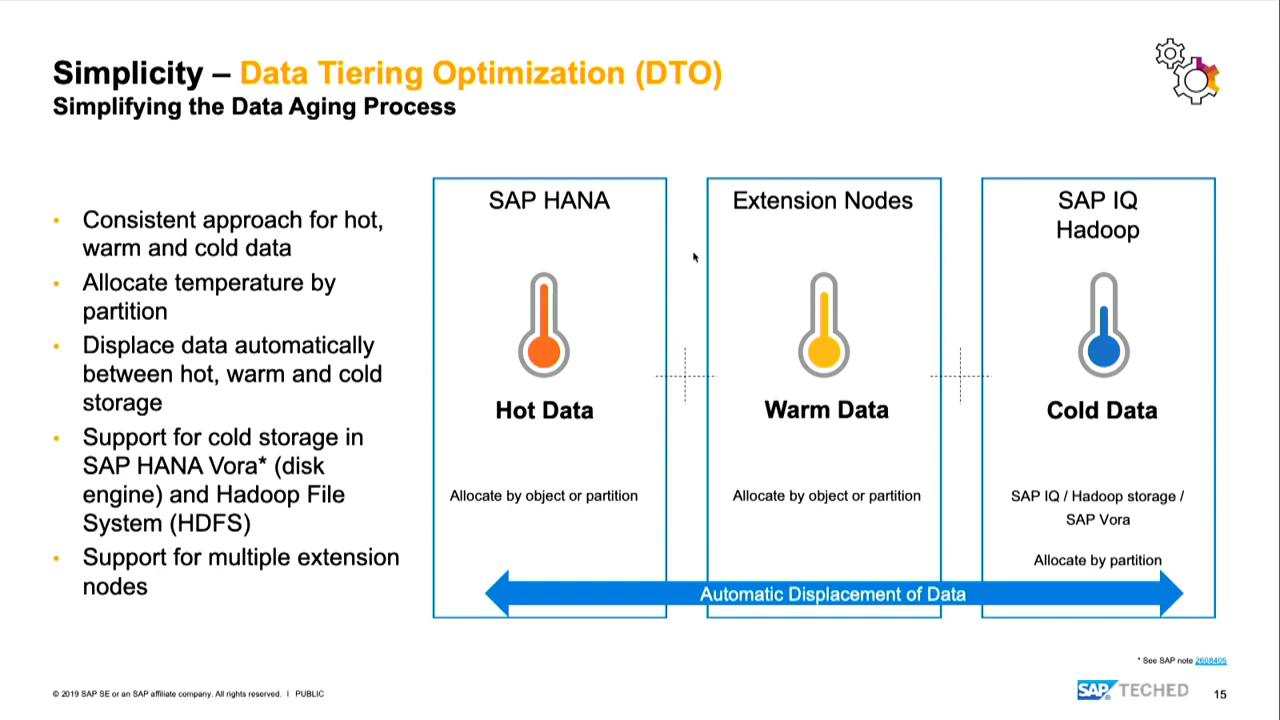 Simplicity – Data Tiering Optimization (DTO)
Simplifying the Data Aging Process
• Consistent approach for hot,
warm and cold data
• Allocate temperature by
partition
• Displace data automatically
between hot, warm and cold
storage
• Support for cold storage in
SAP HANA Vora* (disk
engine) and Hadoop File
System (HDFS)
• Support for multiple extension
nodes
SAP HANA
Hot Data
Allocate by object or partition
Extension Nodes
Warm Data
Allocate by object or partition
SAP IQ
Hadoop
Cold Data
SAP IQ / Hadoop storage /
SAP Vora
Allocate by partition
Automatic Displacement of Data
* See SAP note 2608405
© 2019 SAP SE or an SAP affiliate company. All rights reserved. I PUBLIC
SAP TECHED
15